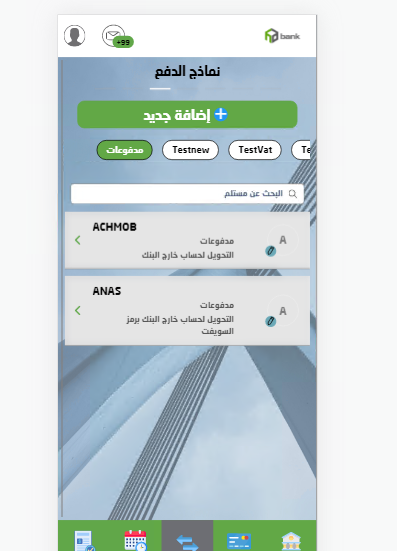 +99
bank
نماذج الدفع
إضافة جديد
مدفوعات
Testnew
TestVat
Te
البحث عن مستلم
ACHMOB
A
مدفوعات
التحويل لحساب خارج البنك
ANAS
A
مدفوعات
التحويل لحساب خارج البنك برمز
السويفت